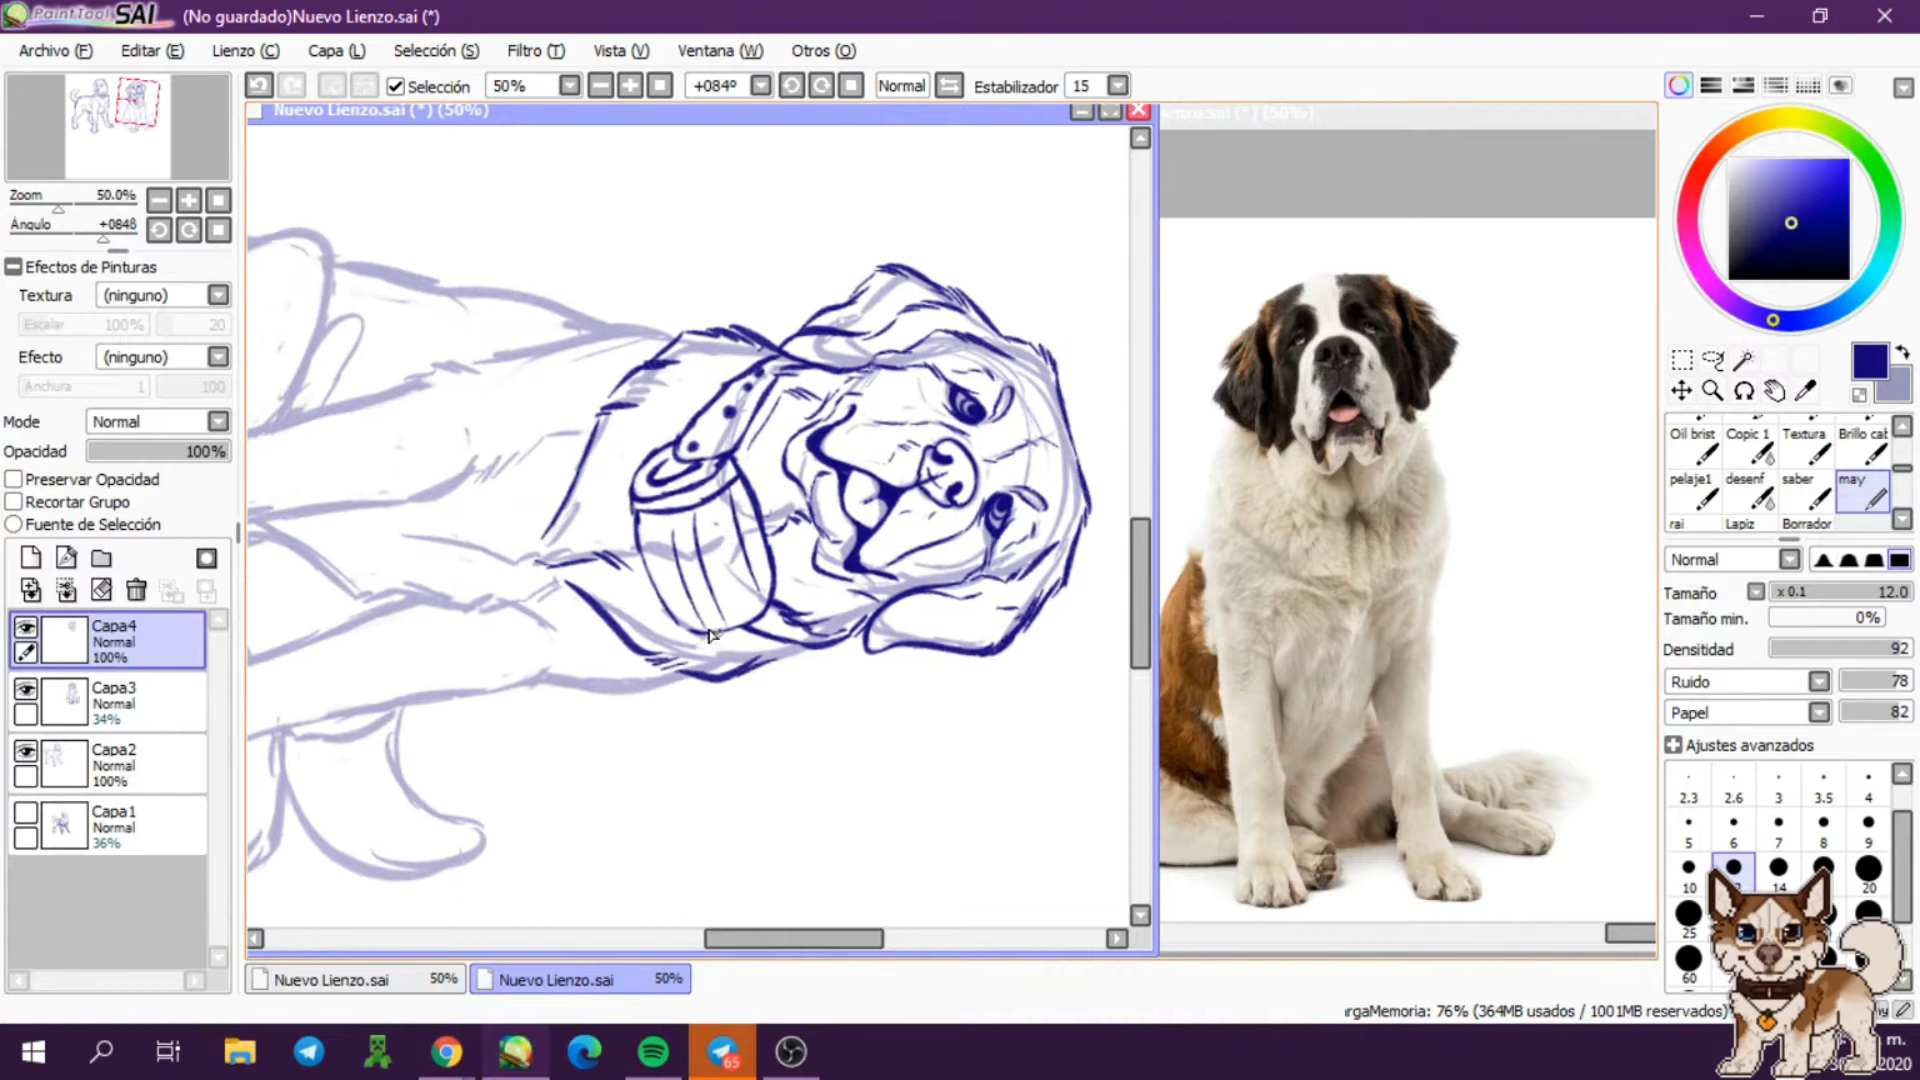 PaintTool SAI (No guardado)Nuevo Lienzo.sai (*)
Archivo (F) Editar (E) Lienzo (C) Capa (L) Selección (S) Filtro (T) Vista (V) Ventana (W) Otros (O)
Selección 50% +084º Normal Estabilizador 15
Nuevo Lienzo.sai (*) (50%)
(*) (50%)
Zoom 50.0%
Ángulo +084
Efectos de Pinturas
Textura (ninguno)
Escalar 100% 20
Efecto (ninguno)
Anchura 1 100
Mode Normal
Opacidad 100%
Preservar Opacidad
Recortar Grupo
Fuente de Selección
Capa4
Normal
100%
Capa3
Normal
34%
Capa2
Normal
100%
Capa1
Normal
36%
Oil brist Copic 1 Textura Brillo cab
pelaje1 desenf saber may
rai Lapiz Borrador
Normal
Tamaño x 0.1 12.0
Tamaño min. 0%
Densitidad 92
Ruido 78
Papel 82
Ajustes avanzados
2.3 2.6 3 3.5 4
5 6 7 8 9
10 14 20
25
60
Nuevo Lienzo.sai 50% Nuevo Lienzo.sai 50%
argaMemoria: 76% (364MB usados / 1001MB reservados)
65
m.
2020